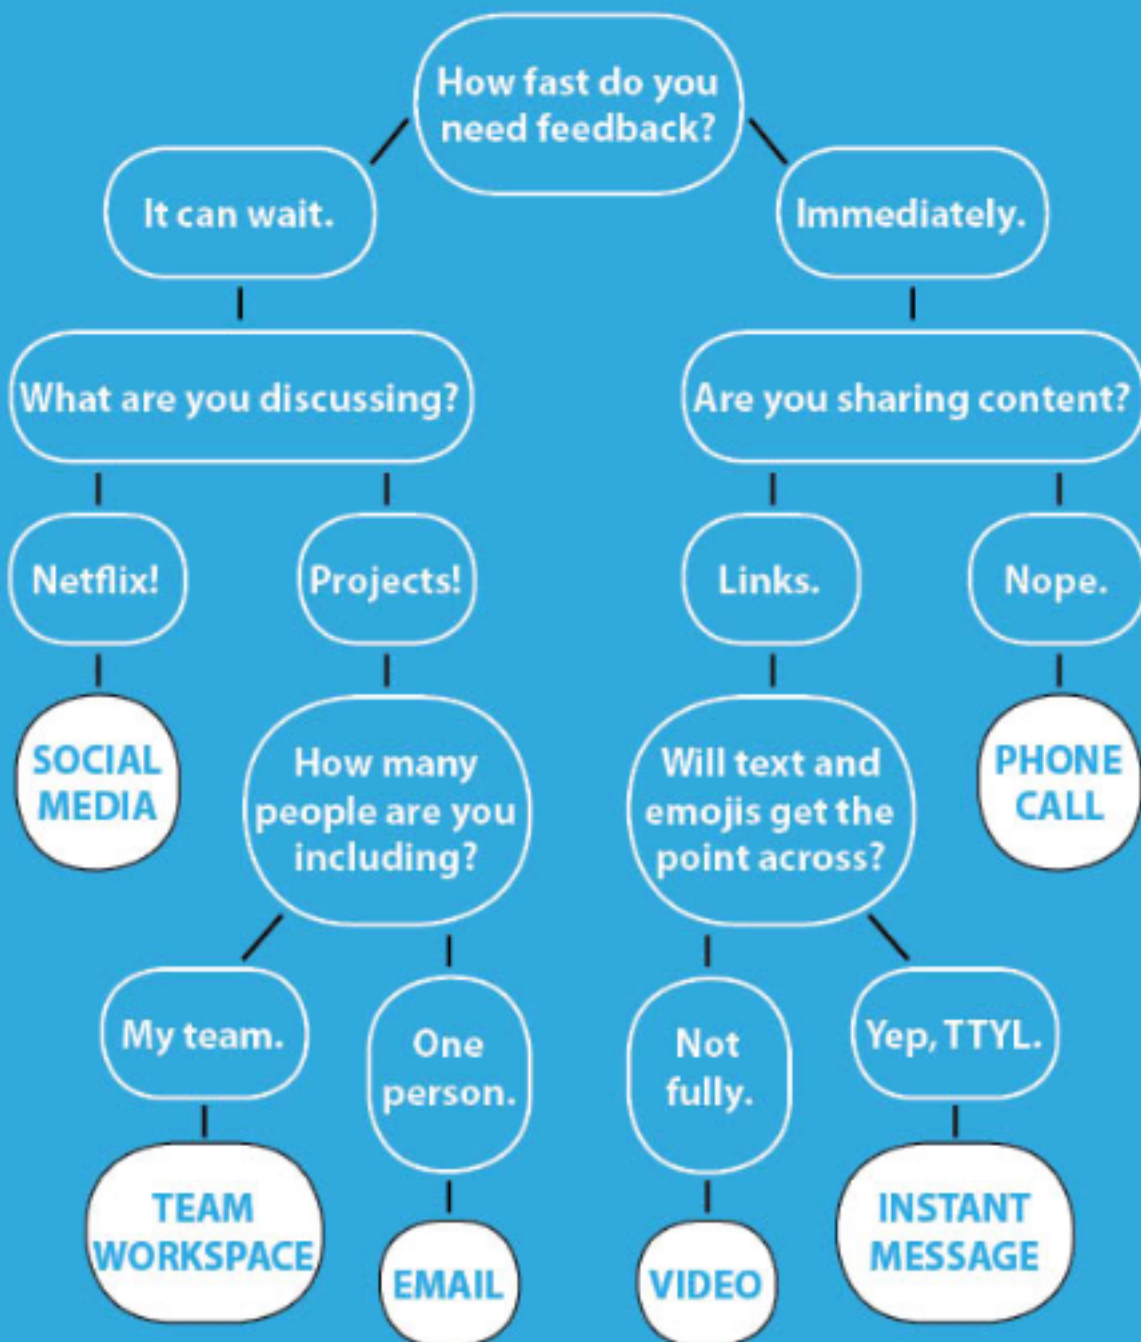 How fast do you
need feedback?
It can wait.
Immediately.
What are you discussing?
Are you sharing content?
Netflix!
Projects!
Links.
Nope.
SOCIAL
MEDIA
How many
people are you
including?
Will text and
emojis get the
point across?
PHONE
CALL
My team.
One
person.
Not
fully.
Yep, TTYL.
TEAM
WORKSPACE
EMAIL
VIDEO
INSTANT
MESSAGE